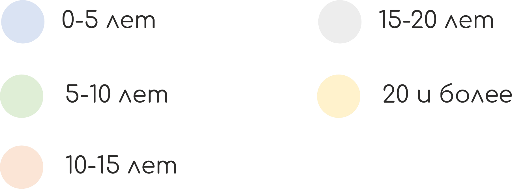 0-5 лет
5-10 лет
10-15 лет
15-20 лет
20 и более